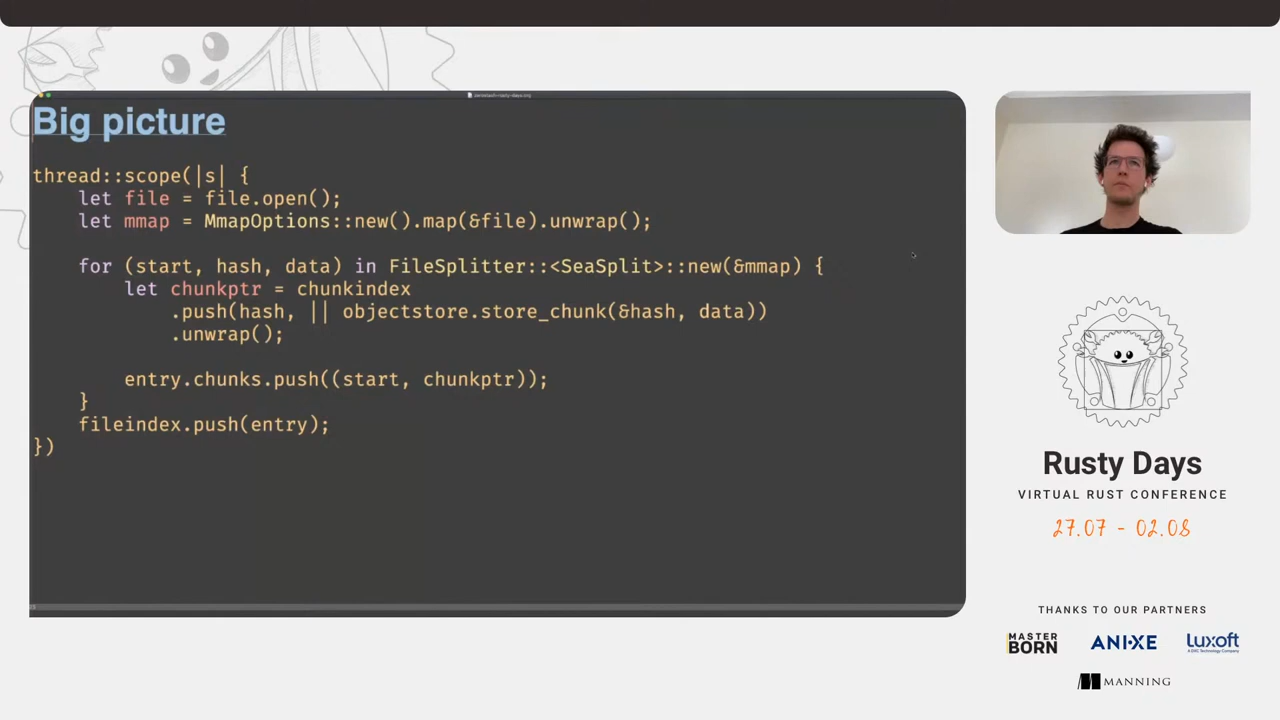 Big picture
thread::scope(|s| {
    let file = file.open();
    let mmap = MmapOptions::new().map(&file).unwrap();
    for (start, hash, data) in FileSplitter::<SeaSplit>::new(&mmap) {
        let chunkptr = chunkindex
            .push(hash, || objectstore.store_chunk(&hash, data))
            .unwrap();
        entry.chunks.push((start, chunkptr));
    }
    fileindex.push(entry);
})
Rusty Days
VIRTUAL RUST CONFERENCE
27.07 - 02.08
THANKS TO OUR PARTNERS
MASTER
BORN
ANIXE
Luxoft
A DXC Technology Company
MANNING